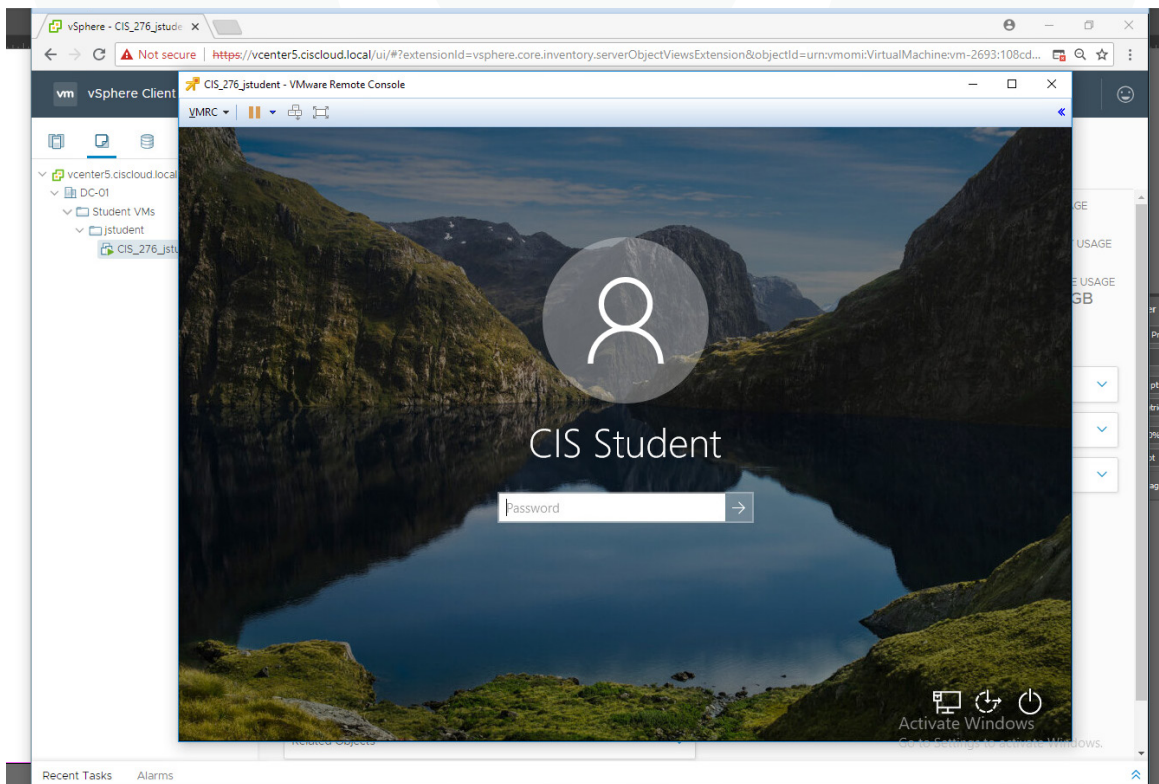 vSphere - CIS_276_jstude
Not secure | https://vcenter5.ciscloud.local/ui/#?extensionId=vsphere.core.inventory.serverObjectViewsExtension&objectId=urn:vmomi:VirtualMachine:vm-2693:108cd...
vm vSphere Client
CIS_276_jstudent - VMware Remote Console
VMRC
vcenter5.ciscloud.local
DC-01
Student VMs
jstudent
CIS_276_jstu
USAGE
E USAGE
GB
CIS Student
Password
Activate Windows
Go to Settings to activate Windows.
Related Objects
Recent Tasks Alarms